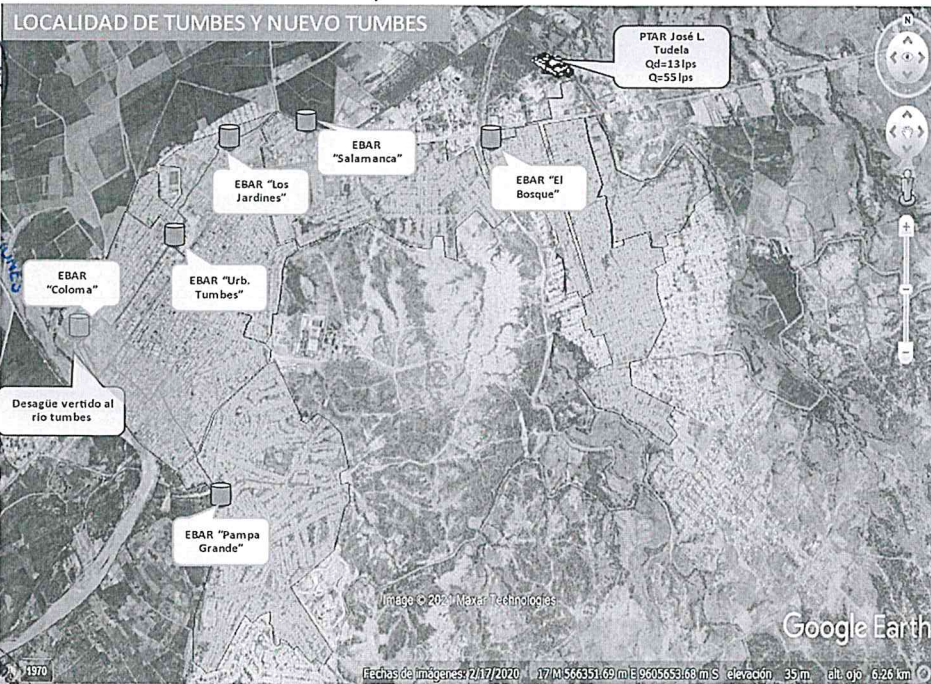 LOCALIDAD DE TUMBES Y NUEVO TUMBES
PTAR José L.
Tudela
Qd=13 lps
Q=55 lps
N
EBAR
"Salamanca"
EBAR "Los
Jardines"
EBAR "El
Bosque"
EBAR
"Coloma"
EBAR "Urb.
Tumbes"
Desagüe vertido al
rio tumbes
EBAR "Pampa
Grande"
Image © 2021 Maxar Technologies
Google Earth
1970
Fechas de imágenes: 2/17/2020 17 M 566351.69 m E 9605653.68 m S elevación 35 m alt. ojo 6.26 km